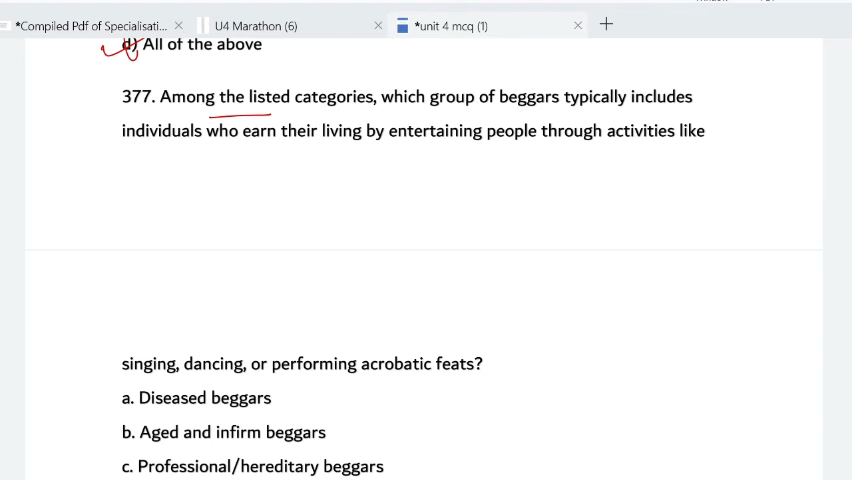 *Compiled Pdf of Specialisati...
U4 Marathon (6)
*unit 4 mcq (1)
d) All of the above
377. Among the listed categories, which group of beggars typically includes
individuals who earn their living by entertaining people through activities like
singing, dancing, or performing acrobatic feats?
a. Diseased beggars
b. Aged and infirm beggars
c. Professional/hereditary beggars